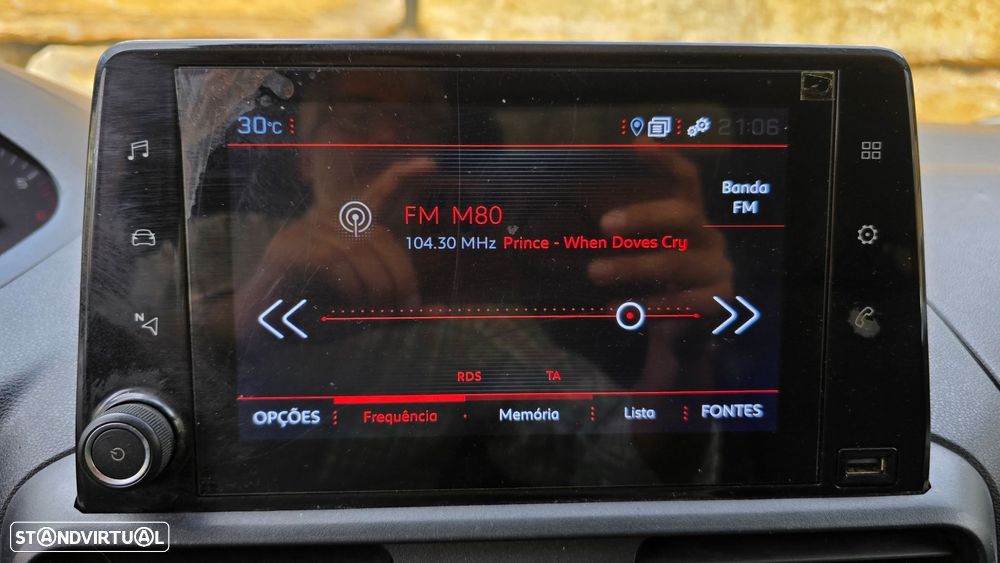 30°C
21:06
Banda
FM
FM M80
104.30 MHz Prince - When Doves Cry
RDS TA
OPÇÕES Frequência Memória Lista FONTES
N
STANDVIRTUAL